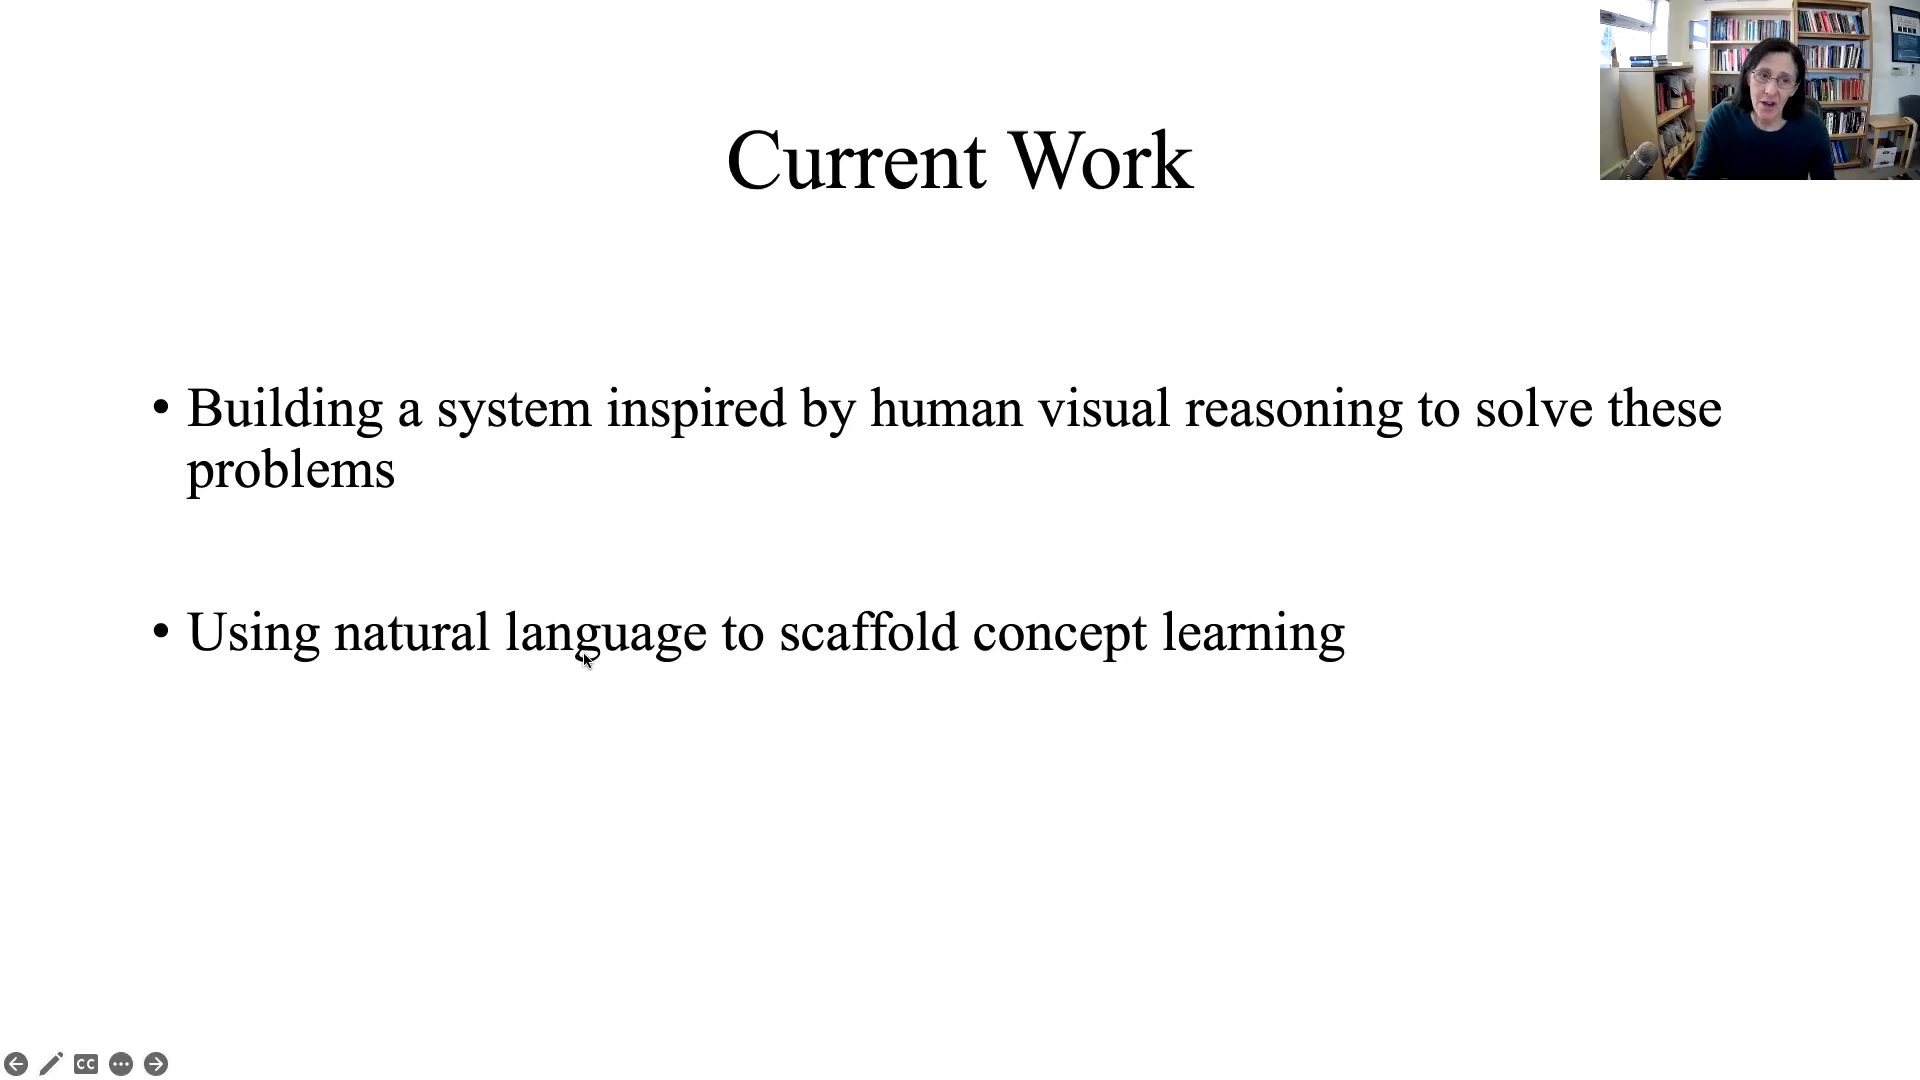 Current Work
• Building a system inspired by human visual reasoning to solve these
problems
• Using natural language to scaffold concept learning
CC